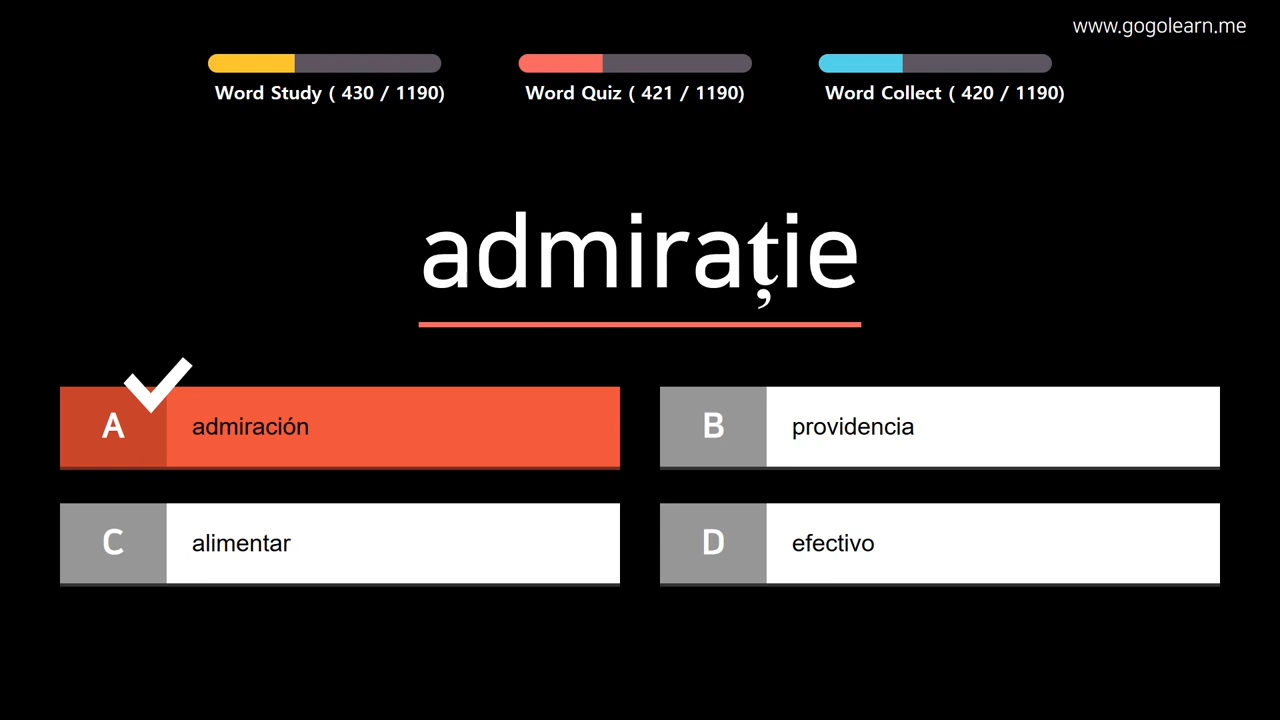 www.gogolearn.me
Word Study ( 430 / 1190)
Word Quiz ( 421 / 1190)
Word Collect ( 420 / 1190)
admirație
A admiración
B providencia
C alimentar
D efectivo